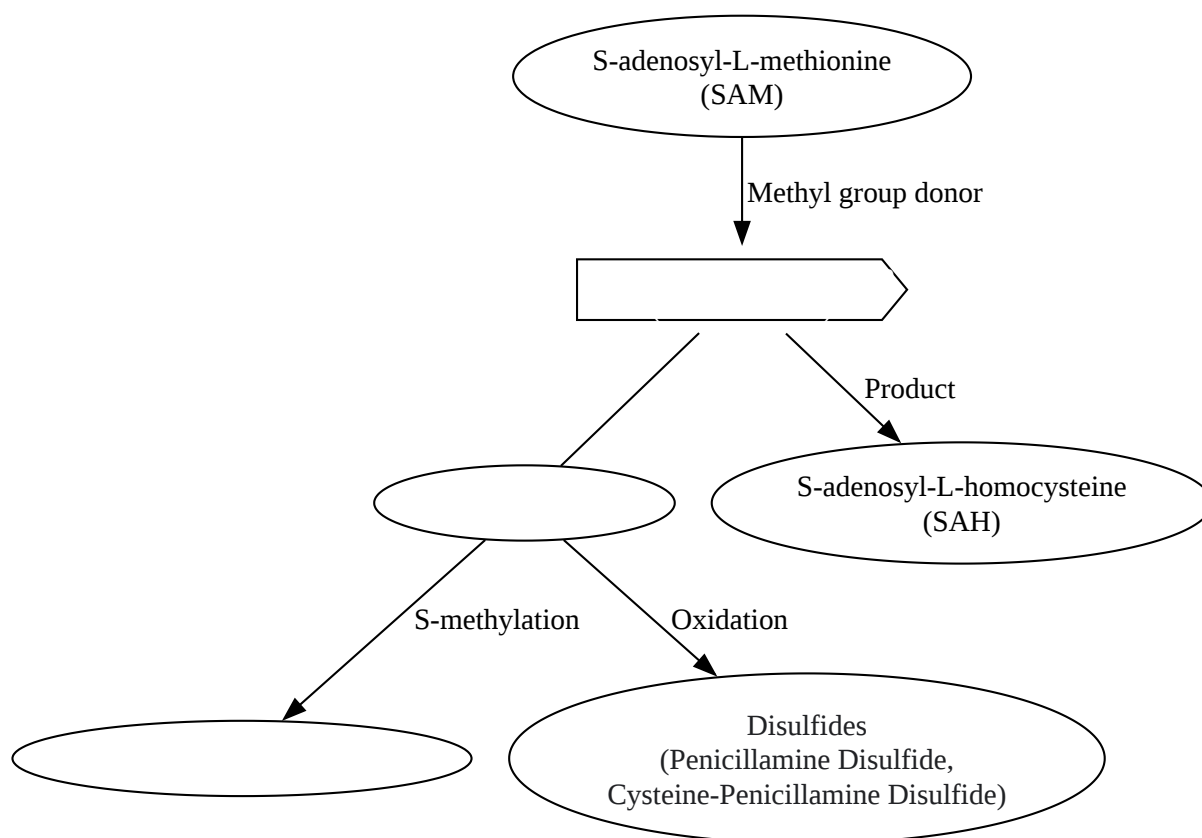 S-adenosyl-L-methionine
(SAM)
Methyl group donor
Product
S-adenosyl-L-homocysteine
(SAH)
S-methylation
Oxidation
Disulfides
(Penicillamine Disulfide,
Cysteine-Penicillamine Disulfide)